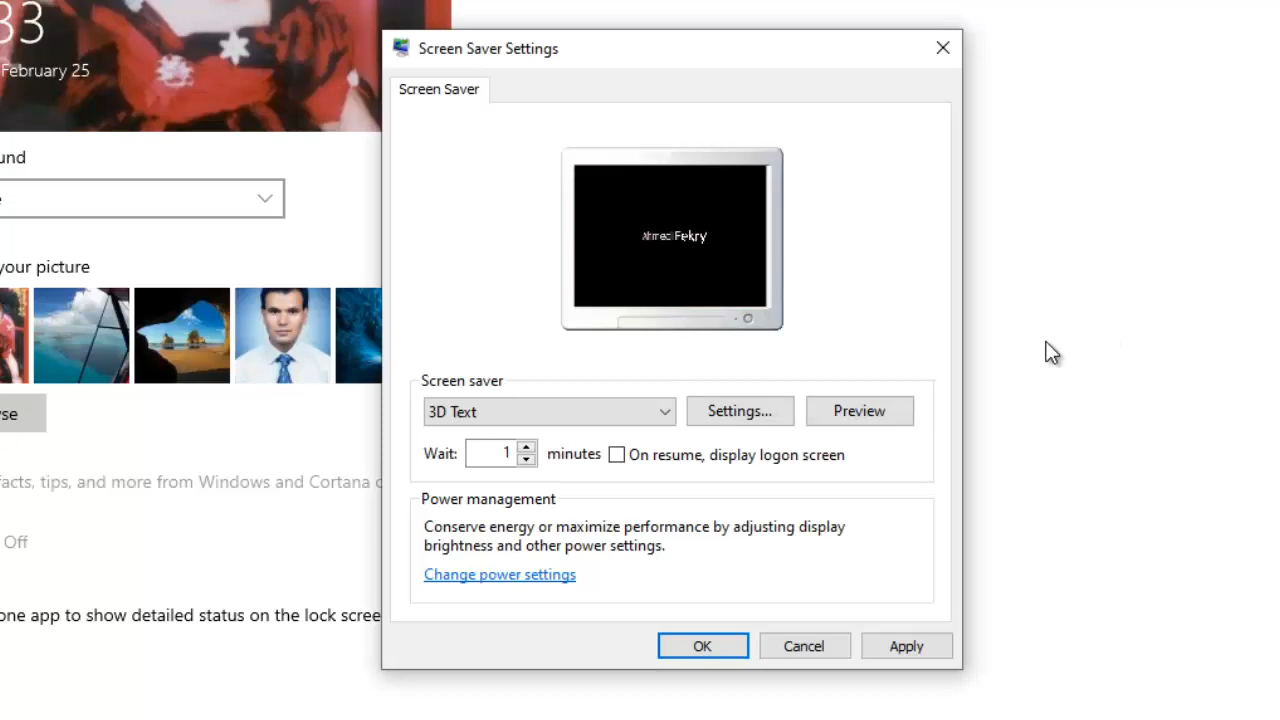 33
February 25
Screen Saver Settings
Screen Saver
und
e
Ahmed Fekry
your picture
Screen saver
3D Text
Settings...
Preview
se
Wait:
1
minutes
On resume, display logon screen
facts, tips, and more from Windows and Cortana o
Power management
Conserve energy or maximize performance by adjusting display
brightness and other power settings.
Off
Change power settings
one app to show detailed status on the lock scree
OK
Cancel
Apply